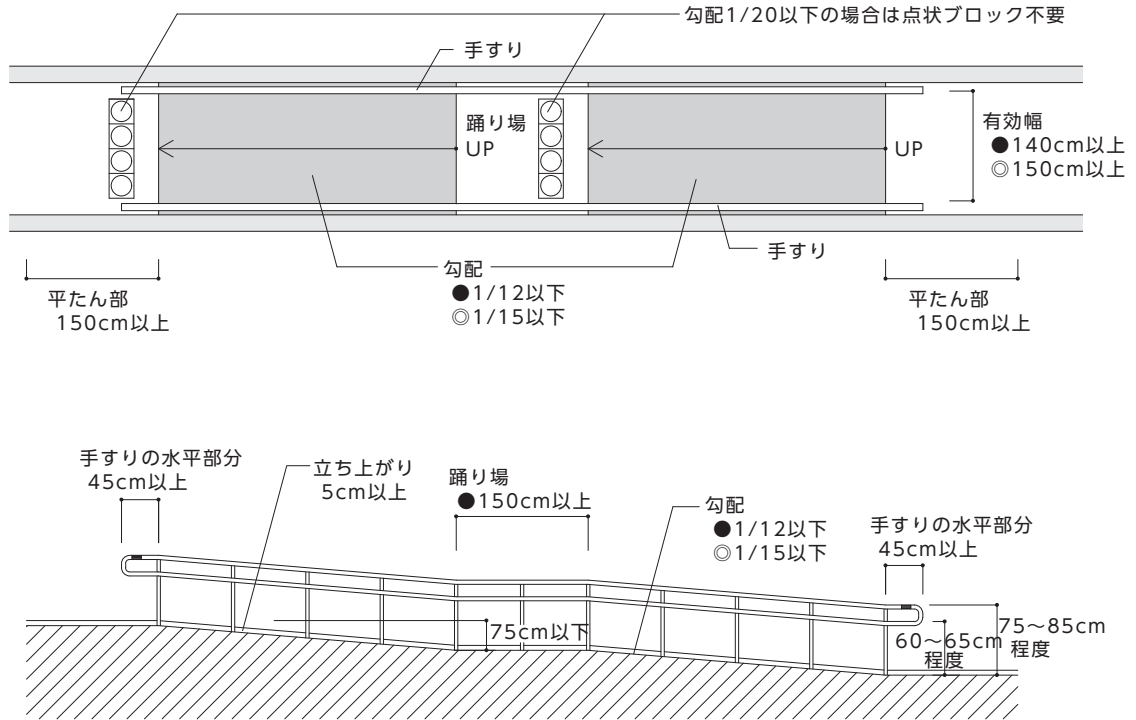 勾配1/20以下の場合は点状ブロック不要
手すり
踊り場
UP
UP
有効幅
●140cm以上
◎150cm以上
手すり
勾配
●1/12以下
◎1/15以下
平たん部
150cm以上
平たん部
150cm以上
手すりの水平部分
45cm以上
立ち上がり
5cm以上
踊り場
●150cm以上
勾配
●1/12以下
◎1/15以下
手すりの水平部分
45cm以上
75cm以下
60〜65cm
程度
75〜85cm
程度